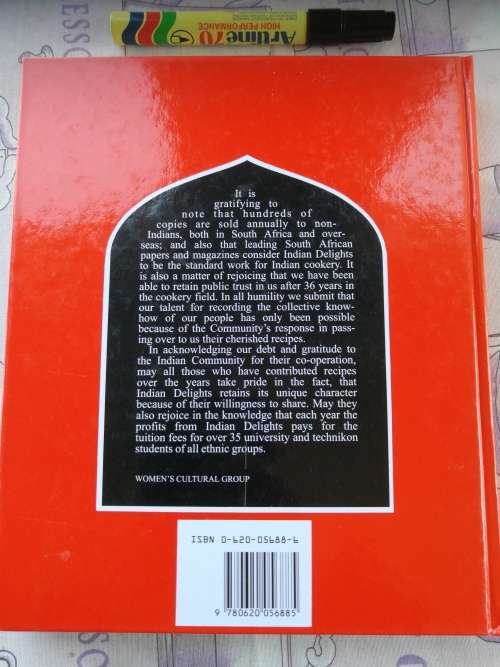 Artline 70
HIGH PERFORMANCE
It is
gratifying to
note that hundreds of
copies are sold annually to non-
Indians, both in South Africa and over-
seas; and also that leading South African
papers and magazines consider Indian Delights
to be the standard work for Indian cookery. It
is also a matter of rejoicing that we have been
able to retain public trust in us after 36 years in
the cookery field. In all humility we submit that
our talent for recording the collective know-
how of our people has only been possible
because of the Community's response in pass-
ing over to us their cherished recipes.
In acknowledging our debt and gratitude to
the Indian Community for their co-operation,
may all those who have contributed recipes
over the years take pride in the fact, that
Indian Delights retains its unique character
because of their willingness to share. May they
also rejoice in the knowledge that each year the
profits from Indian Delights pays for the
tuition fees for over 35 university and technikon
students of all ethnic groups.
WOMEN'S CULTURAL GROUP
ISBN 0-620-05688-6
9 780620 056885